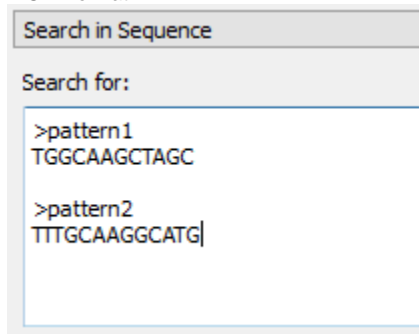 Search in Sequence
Search for:
>pattern1
TGGCAAGCTAGC
>pattern2
TTTGCAAGGCATG